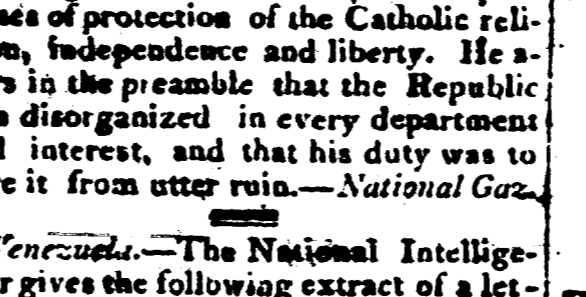 of protection of the Catholic reli-
independence and liberty. He a-
in the preamble that the Republic
disorganized in every department
interest, and that his duty was to
it from utter ruin.—National Gaz.
Venezuela.—The National Intellige-
gives the following extract of a let-